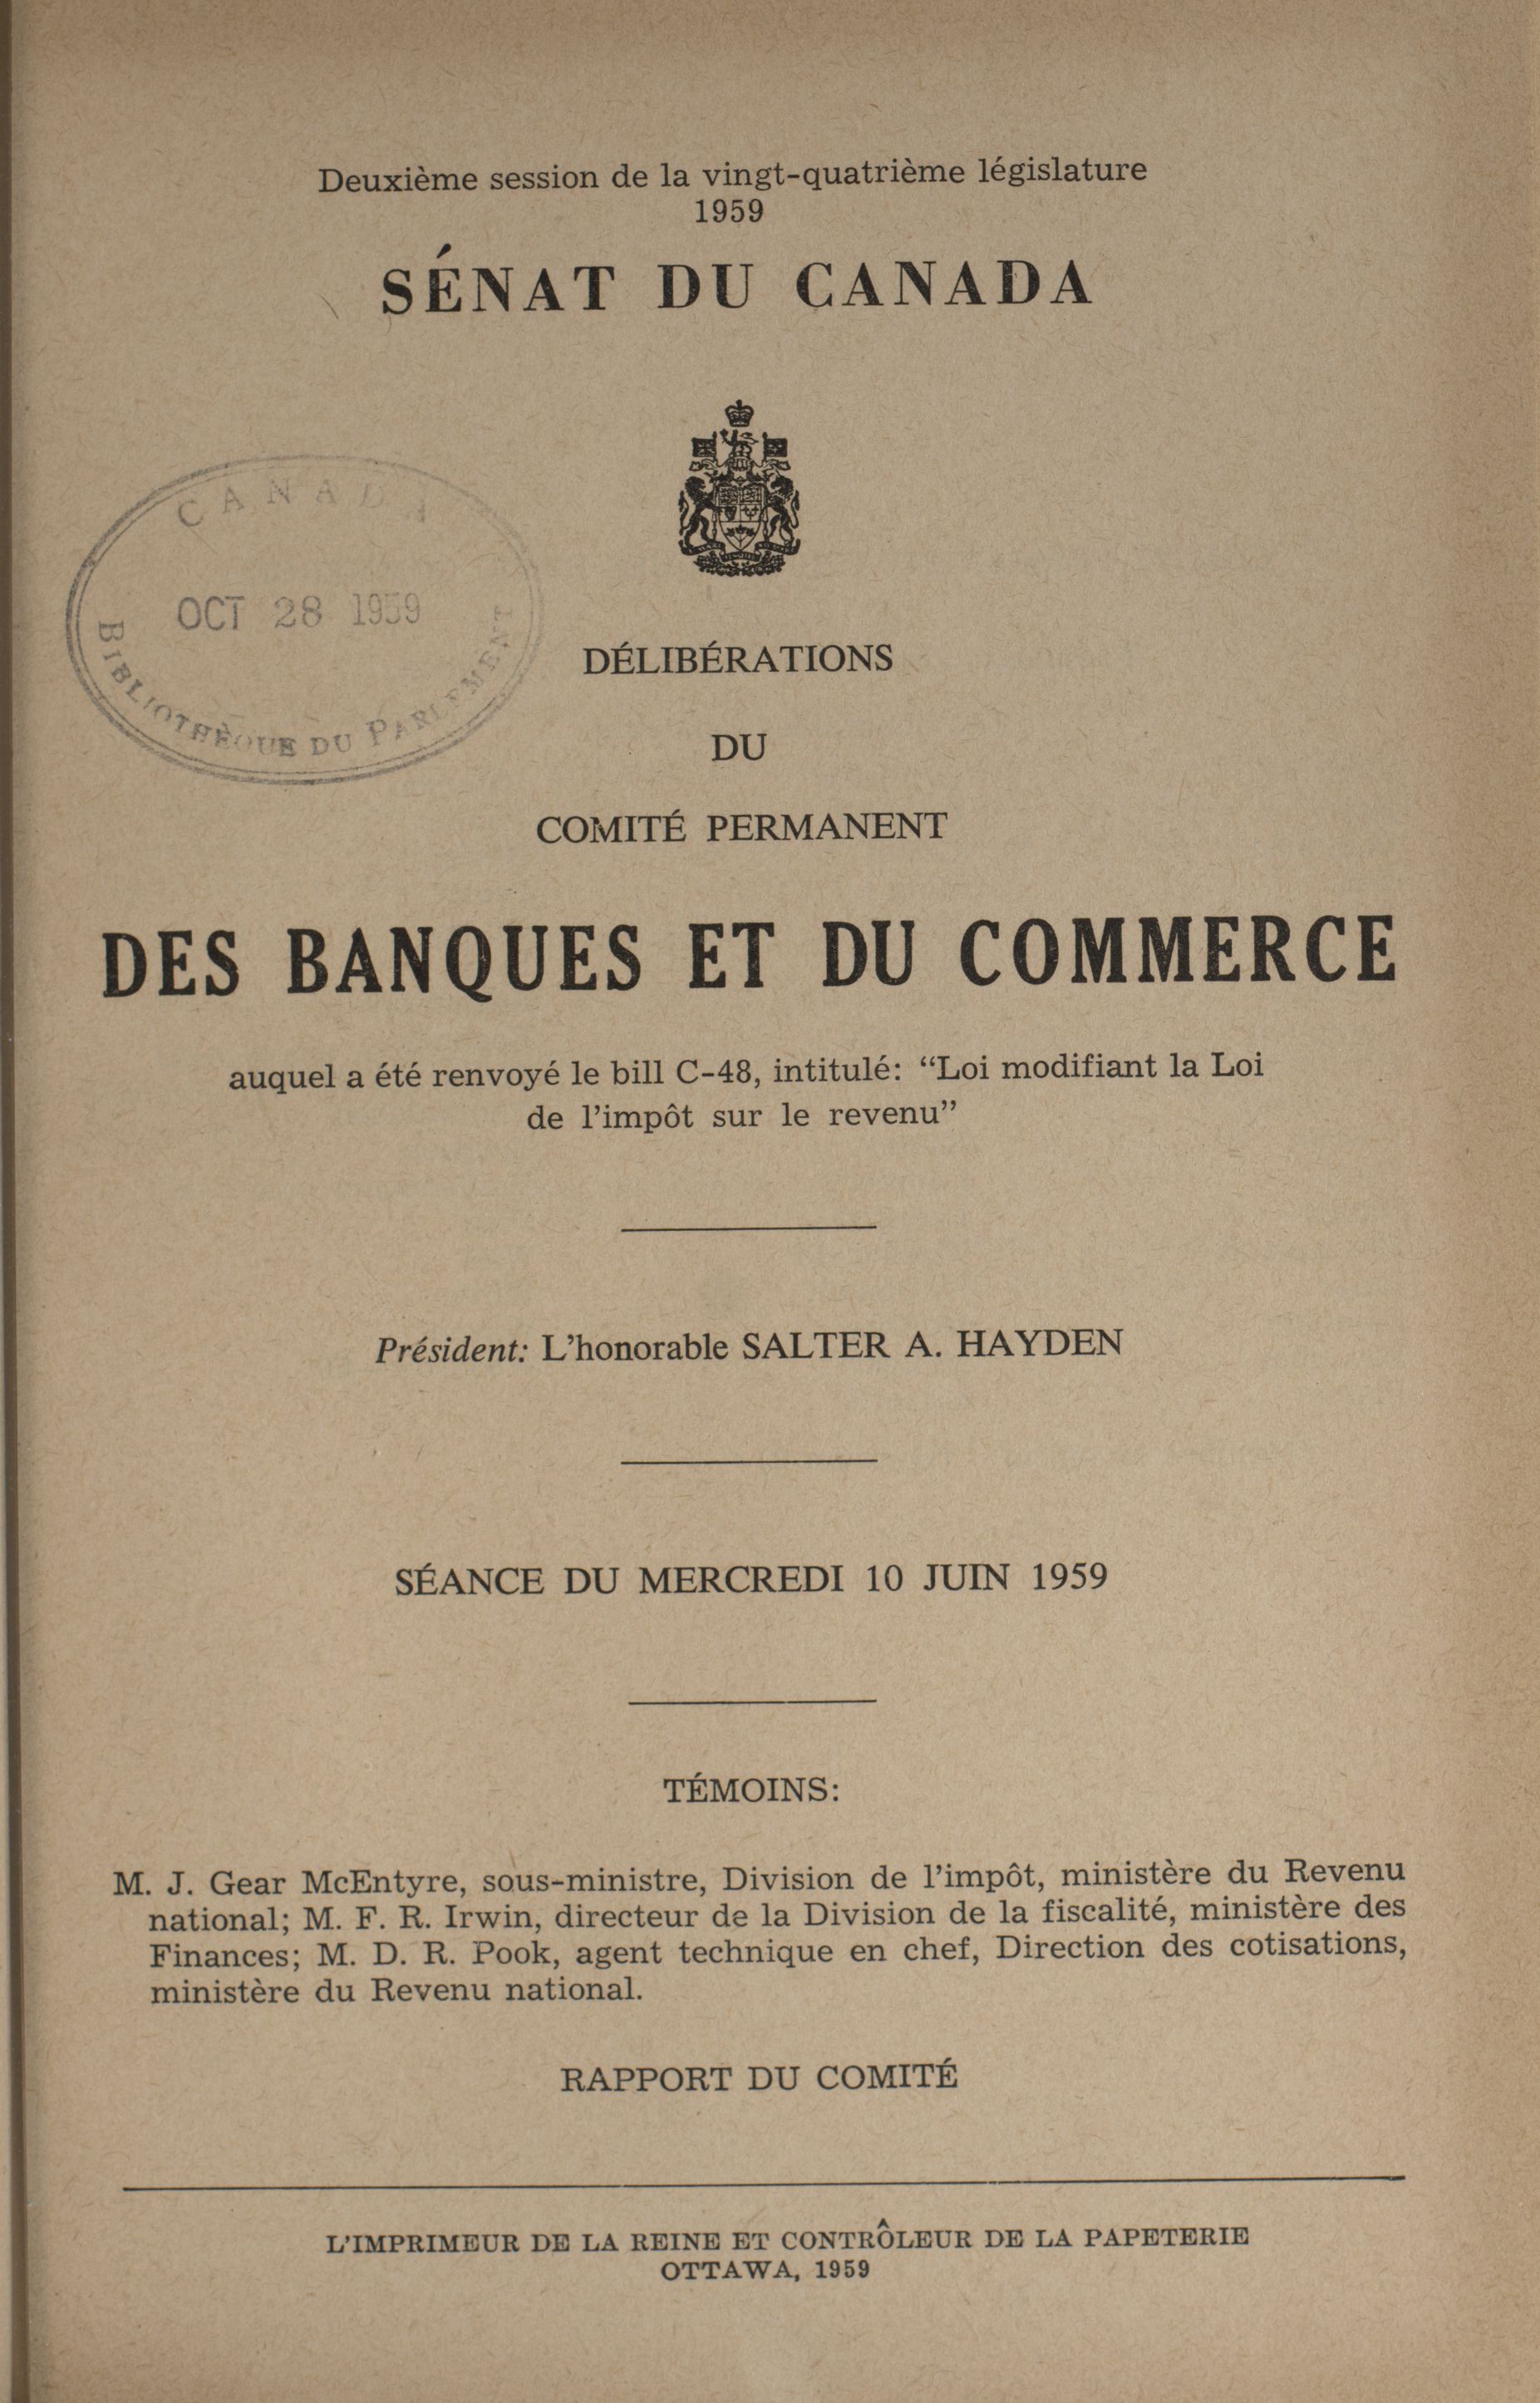 Deuxième session de la vingt-quatrième législature
1959
SÉNAT DU CANADA
CANADA
OCT 28 1959
BIBLIOTHÈQUE DU PARLEMENT
DÉLIBÉRATIONS
DU
COMITÉ PERMANENT
DES BANQUES ET DU COMMERCE
auquel a été renvoyé le bill C-48, intitulé: “Loi modifiant la Loi
de l’impôt sur le revenu”
Président: L’honorable SALTER A. HAYDEN
SÉANCE DU MERCREDI 10 JUIN 1959
TÉMOINS:
M. J. Gear McEntyre, sous-ministre, Division de l’impôt, ministère du Revenu
national; M. F. R. Irwin, directeur de la Division de la fiscalité, ministère des
Finances; M. D. R. Pook, agent technique en chef, Direction des cotisations,
ministère du Revenu national.
RAPPORT DU COMITÉ
L’IMPRIMEUR DE LA REINE ET CONTRÔLEUR DE LA PAPETERIE
OTTAWA, 1959